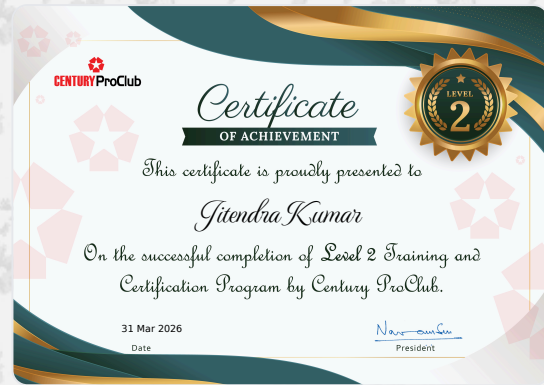 CENTURY ProClub
LEVEL
2
Certificate
OF ACHIEVEMENT
This certificate is proudly presented to
Jitendra Kumar
On the successful completion of Level 2 Training and
Certification Program by Century ProClub.
31 Mar 2026
Date
President